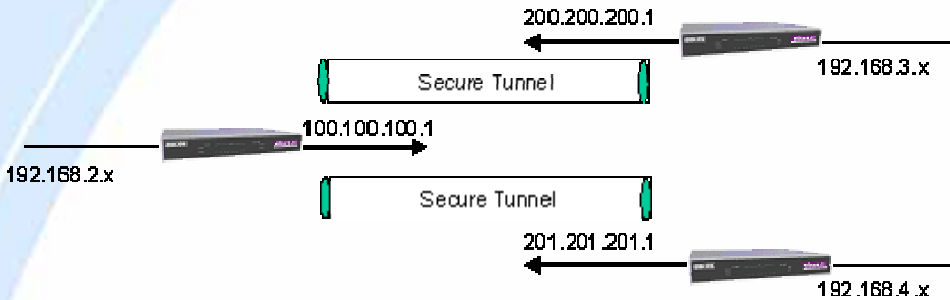 200.200.200.1
192.168.3.x
Secure Tunnel
100.100.100.1
192.168.2.x
Secure Tunnel
201.201.201.1
192.168.4.x